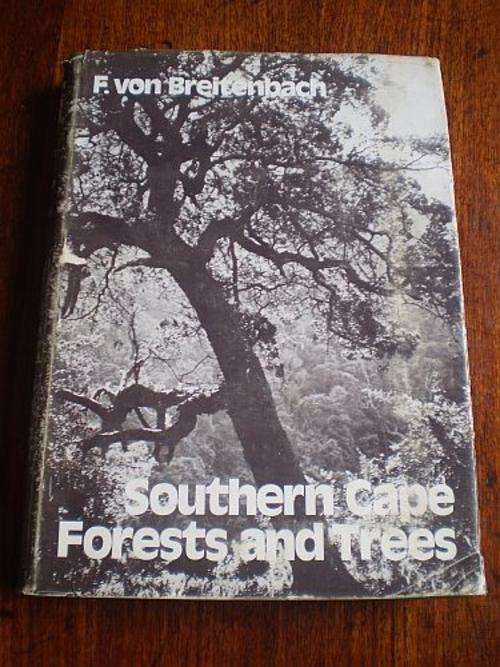 F. von Breitenbach
Southern Cape
Forests and Trees